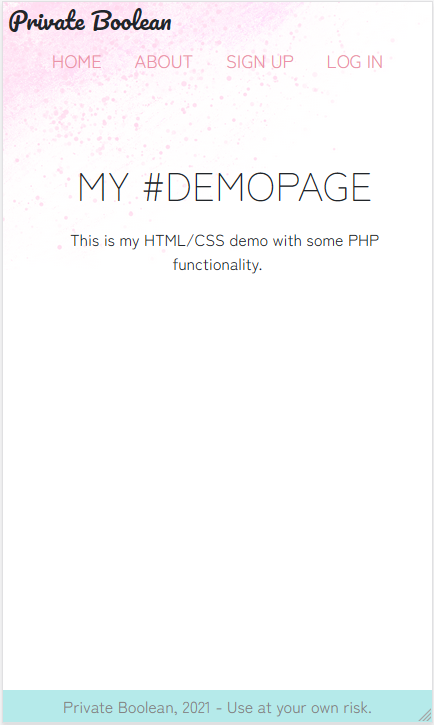 Private Boolean
HOME ABOUT SIGN UP LOG IN
MY #DEMOPAGE
This is my HTML/CSS demo with some PHP
functionality.
Private Boolean, 2021 - Use at your own risk.